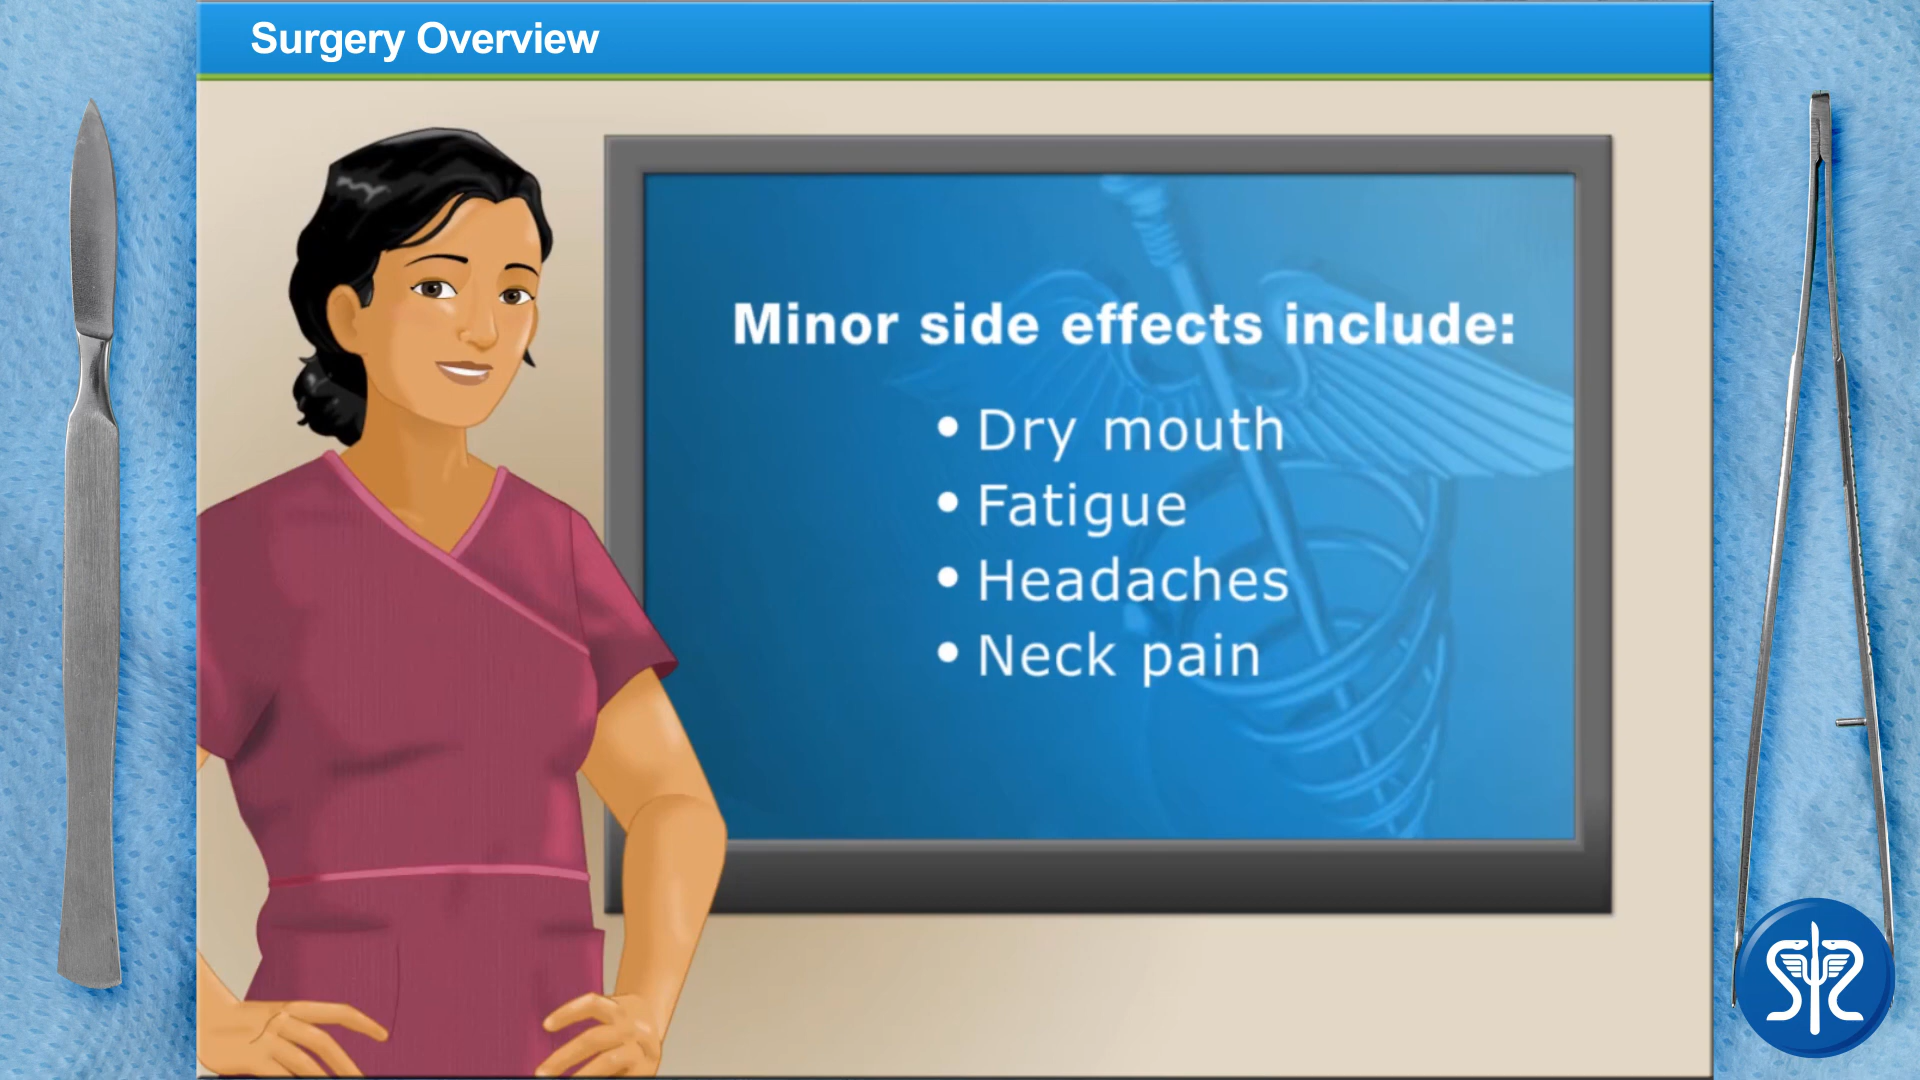 Surgery Overview
Minor side effects include:
• Dry mouth
• Fatigue
• Headaches
• Neck pain